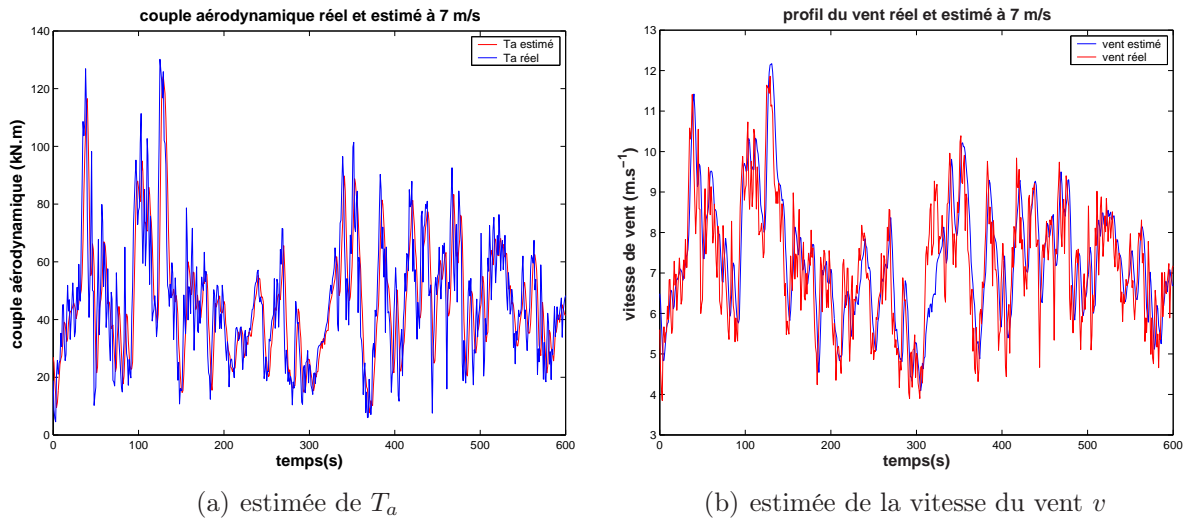 couple aérodynamique réel et estimé à 7 m/s
140
120
100
80
60
40
20
0
couple aérodynamique (kN.m)
Ta estimé
Ta réel
0 100 200 300 400 500 600
temps(s)
(a) estimée de Ta
profil du vent réel et estimé à 7 m/s
13
12
11
10
9
8
7
6
5
4
3
vitesse de vent (m.s⁻¹)
vent estimé
vent réel
0 100 200 300 400 500 600
temps(s)
(b) estimée de la vitesse du vent v